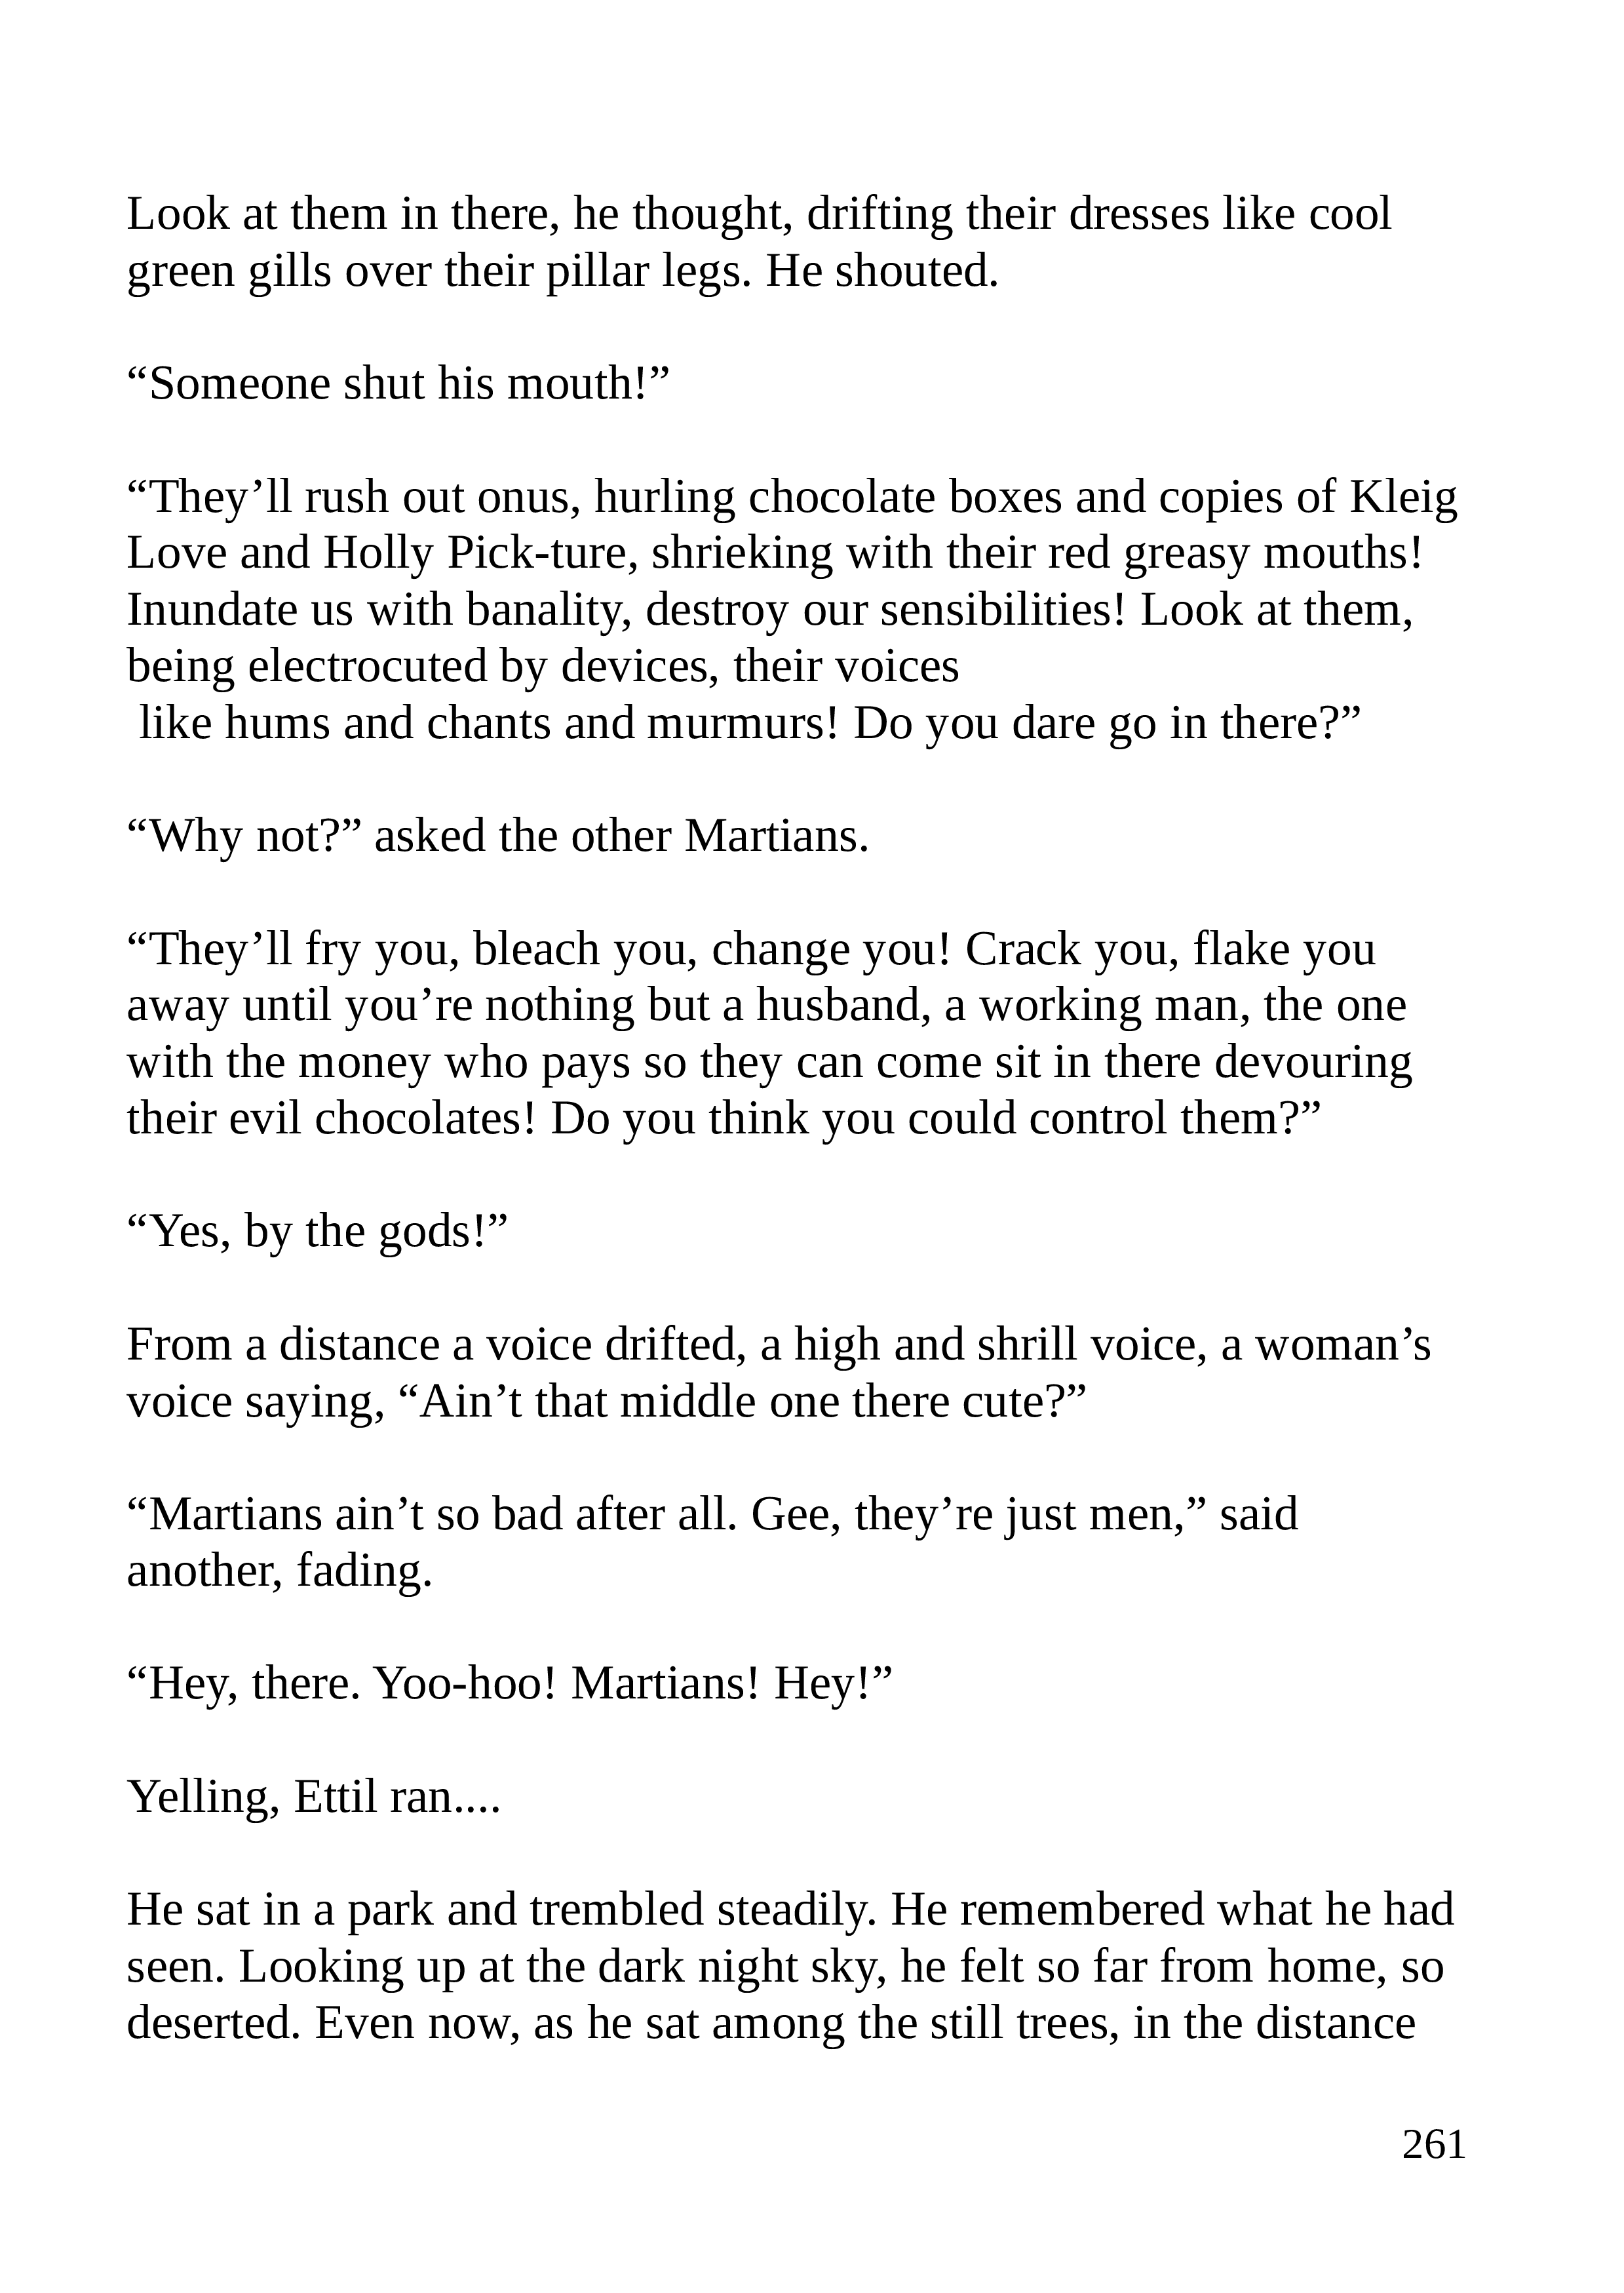 Look at them in there, he thought, drifting their dresses like cool
green gills over their pillar legs. He shouted.
“Someone shut his mouth!”
“They’ll rush out onus, hurling chocolate boxes and copies of Kleig
Love and Holly Pick-ture, shrieking with their red greasy mouths!
Inundate us with banality, destroy our sensibilities! Look at them,
being electrocuted by devices, their voices
like hums and chants and murmurs! Do you dare go in there?”
“Why not?” asked the other Martians.
“They’ll fry you, bleach you, change you! Crack you, flake you
away until you’re nothing but a husband, a working man, the one
with the money who pays so they can come sit in there devouring
their evil chocolates! Do you think you could control them?”
“Yes, by the gods!”
From a distance a voice drifted, a high and shrill voice, a woman’s
voice saying, “Ain’t that middle one there cute?”
“Martians ain’t so bad after all. Gee, they’re just men,” said
another, fading.
“Hey, there. Yoo-hoo! Martians! Hey!”
Yelling, Ettil ran....
He sat in a park and trembled steadily. He remembered what he had
seen. Looking up at the dark night sky, he felt so far from home, so
deserted. Even now, as he sat among the still trees, in the distance
261